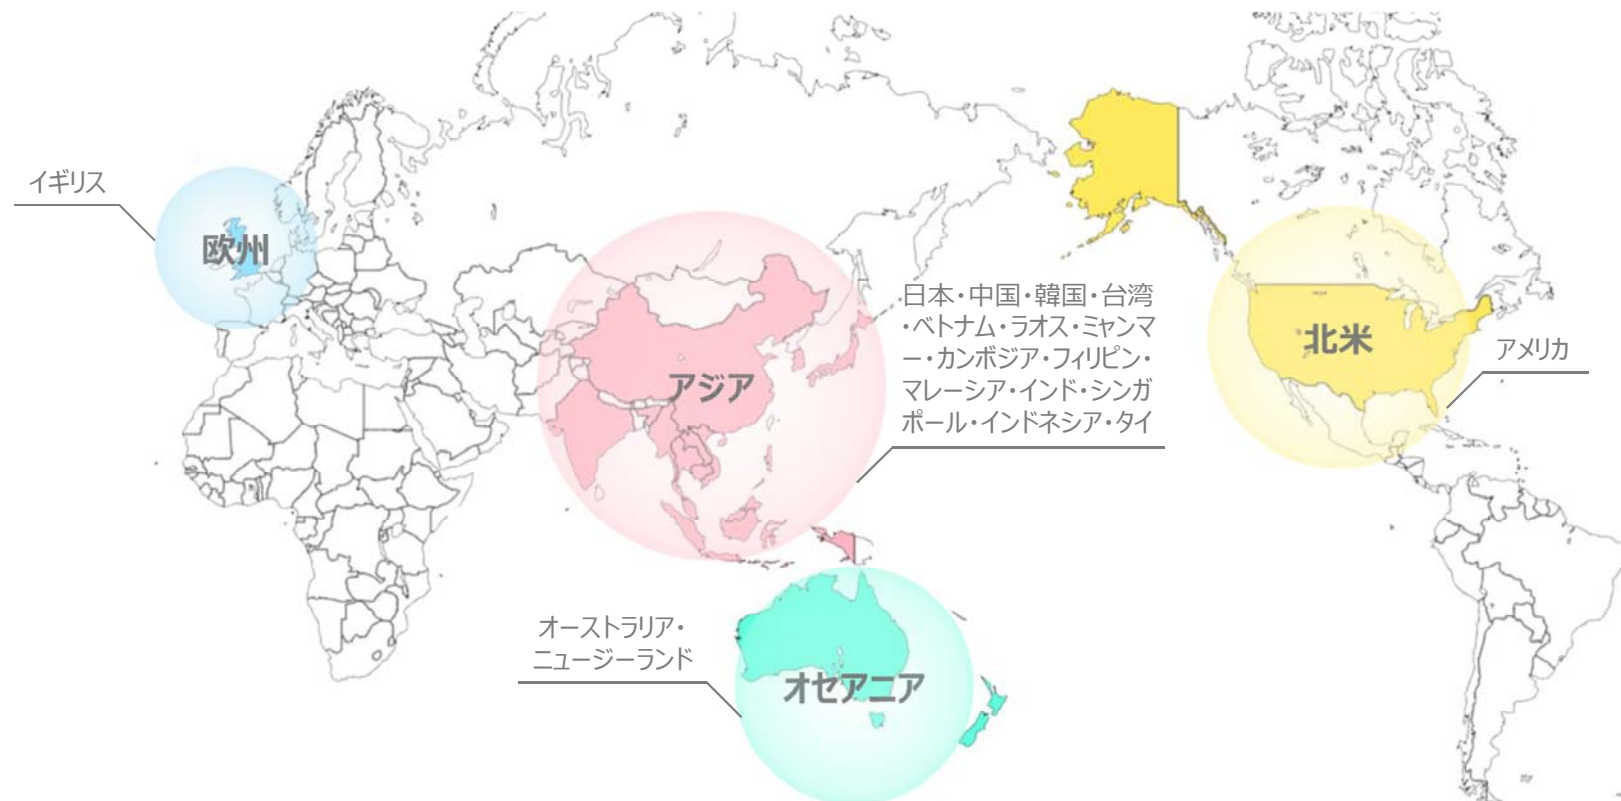 イギリス
欧州
日本・中国・韓国・台湾
・ベトナム・ラオス・ミャンマ
ー・カンボジア・フィリピン・
マレーシア・インド・シンガ
ポール・インドネシア・タイ
アジア
北米
アメリカ
オーストラリア・
ニュージーランド
オセアニア